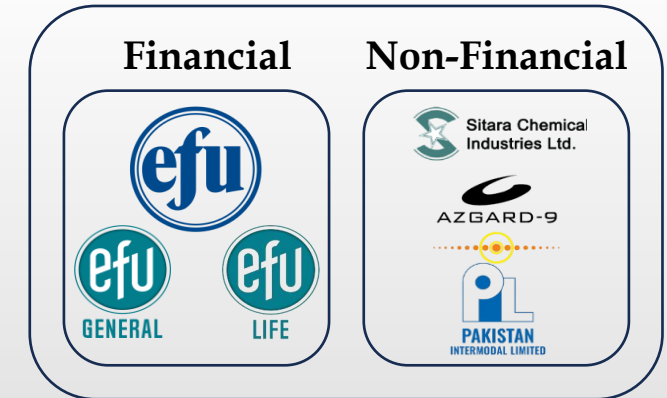 Financial
Non-Financial
efu
efu
GENERAL
efu
LIFE
Sitara Chemical
Industries Ltd.
AZGARD-9
PIL
PAKISTAN
INTERMODAL LIMITED